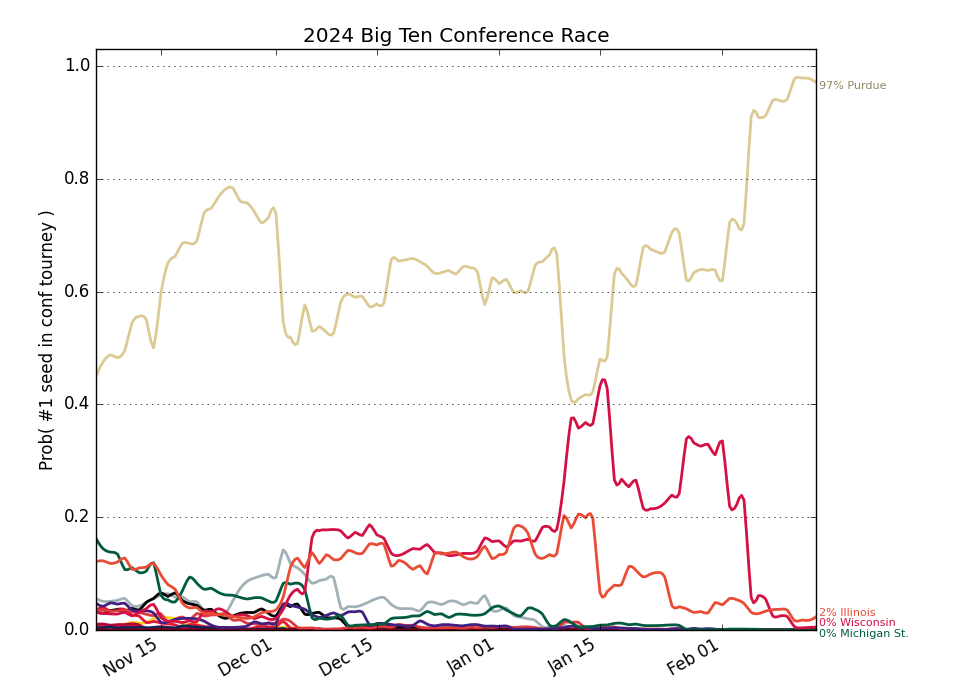 2024 Big Ten Conference Race
Prob( #1 seed in conf tourney )
1.0
0.8
0.6
0.4
0.2
0.0
Nov 15
Dec 01
Dec 15
Jan 01
Jan 15
Feb 01
97% Purdue
2% Illinois
0% Wisconsin
0% Michigan St.